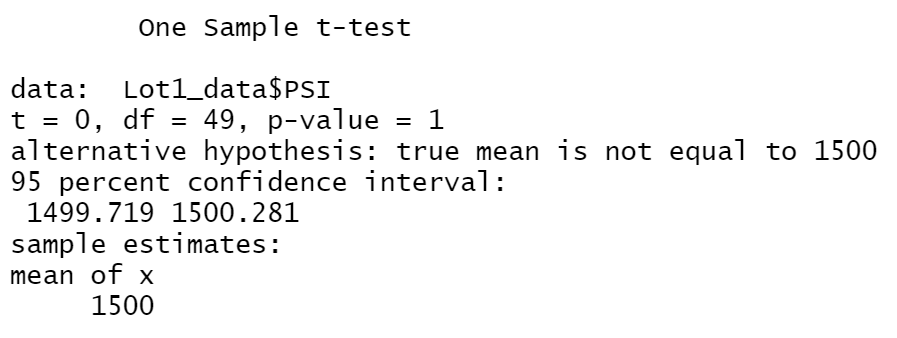 One Sample t-test
data:  Lot1_data$PSI
t = 0, df = 49, p-value = 1
alternative hypothesis: true mean is not equal to 1500
95 percent confidence interval:
1499.719 1500.281
sample estimates:
mean of x
1500